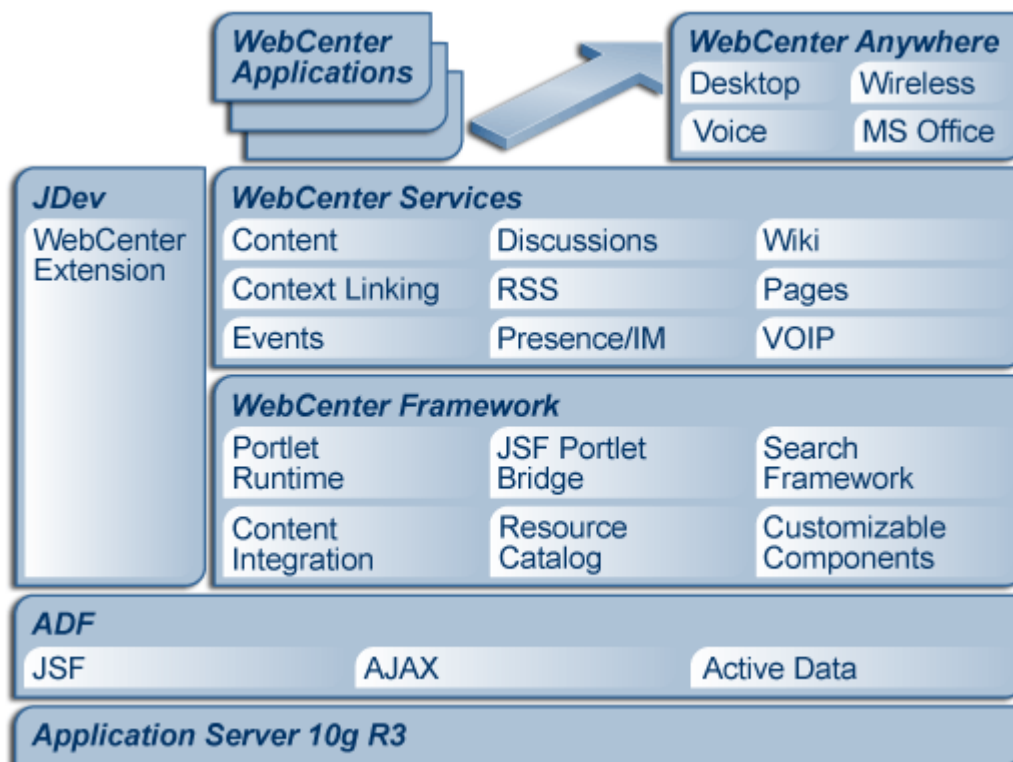 WebCenter
Applications
WebCenter Anywhere
Desktop
Wireless
Voice
MS Office
JDev
WebCenter
Extension
WebCenter Services
Content
Discussions
Wiki
Context Linking
RSS
Pages
Events
Presence/IM
VOIP
WebCenter Framework
Portlet
Runtime
JSF Portlet
Bridge
Search
Framework
Content
Integration
Resource
Catalog
Customizable
Components
ADF
JSF
AJAX
Active Data
Application Server 10g R3